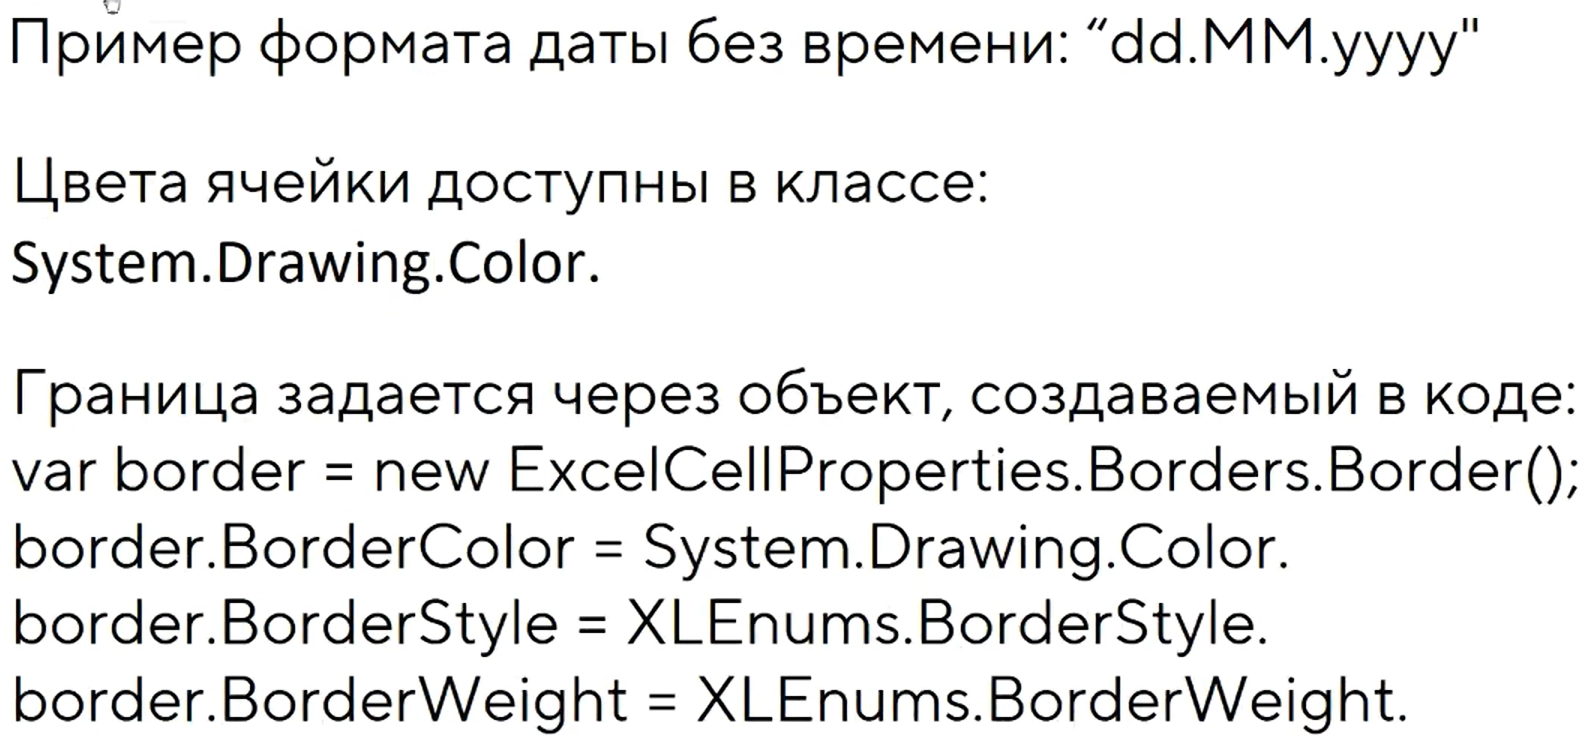 Пример формата даты без времени: “dd.MM.yyyy"
Цвета ячейки доступны в классе:
System.Drawing.Color.
Граница задается через объект, создаваемый в коде:
var border = new ExcelCellProperties.Borders.Border();
border.BorderColor = System.Drawing.Color.
border.BorderStyle = XLEnums.BorderStyle.
border.BorderWeight = XLEnums.BorderWeight.